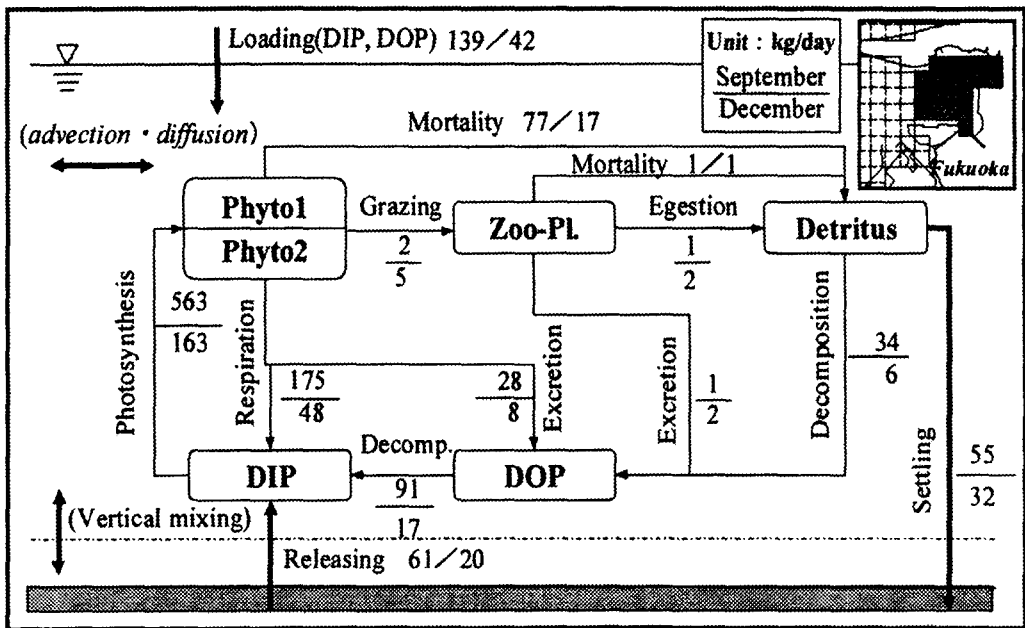 Loading(DIP, DOP) 139/42
Unit : kg/day
September
December
Fukuoka
(advection・diffusion)
Mortality 77/17
Mortality 1/1
Phyto1
Phyto2
Grazing
2
5
Zoo-Pl.
Egestion
1
2
Detritus
Photosynthesis
563
163
Respiration
175
48
28
8
Excretion
Excretion
1
2
Decomposition
34
6
Settling
55
32
DIP
Decomp.
91
17
DOP
(Vertical mixing)
Releasing 61/20